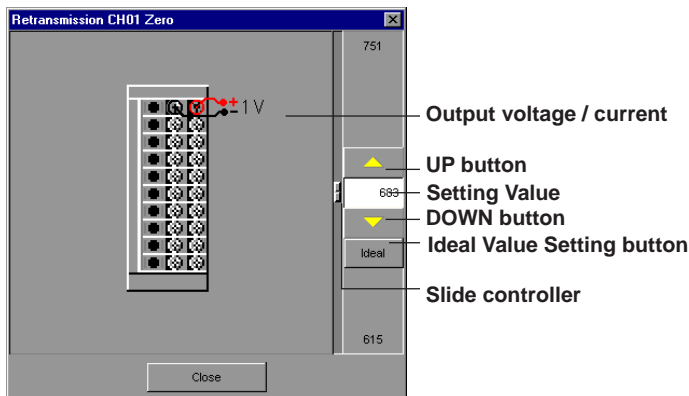 Retransmission CH01 Zero
751
+
- 1 V
Output voltage / current
UP button
683
Setting Value
DOWN button
Ideal Value Setting button
Ideal
Slide controller
615
Close